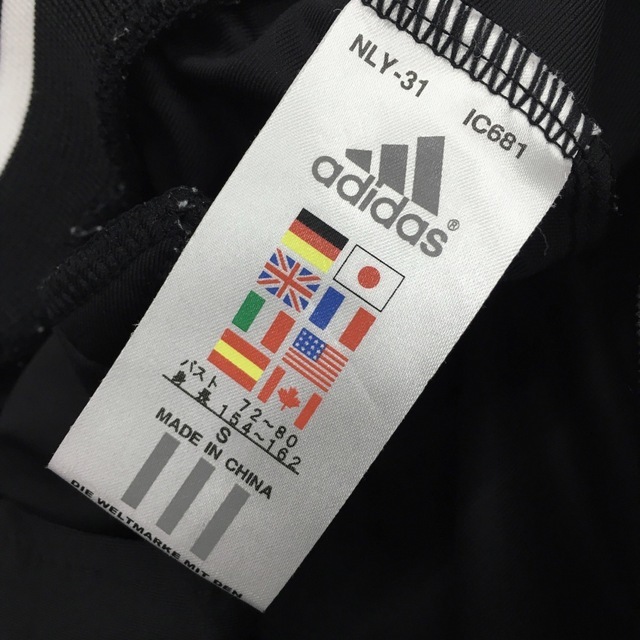 NLY-31 IC681
adidas®
バスト 72~80
身長 154~162
S
MADE IN CHINA
DIE WELTMARKE MIT DEN